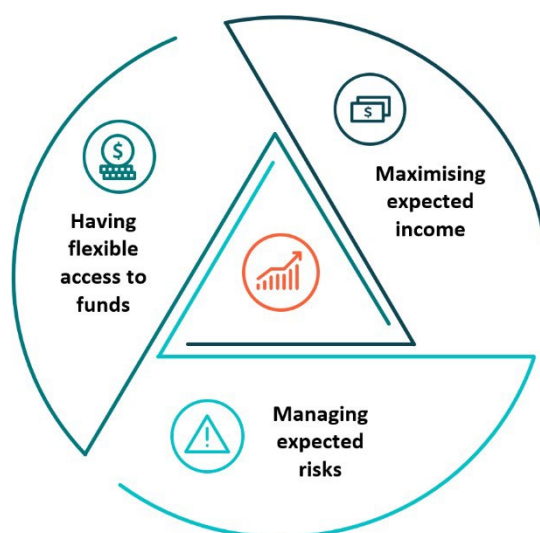 Maximising
expected
income
Having
flexible
access to
funds
Managing
expected
risks
$
$